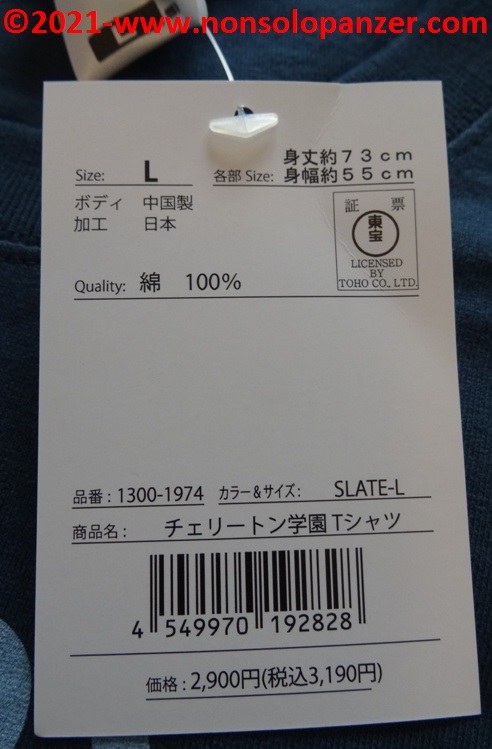 ©2021-www.nonsolopanzer.com
Size: L 各部 Size: 身丈約73cm
身幅約55cm
ボディ 中国製
加工 日本
証 票
東宝
LICENSED
BY
TOHO CO., LTD.
Quality: 綿 100%
品番：1300-1974 カラー&サイズ: SLATE-L
商品名： チェリートン学園Tシャツ
4 549970 192828
価格：2,900円(税込3,190円)